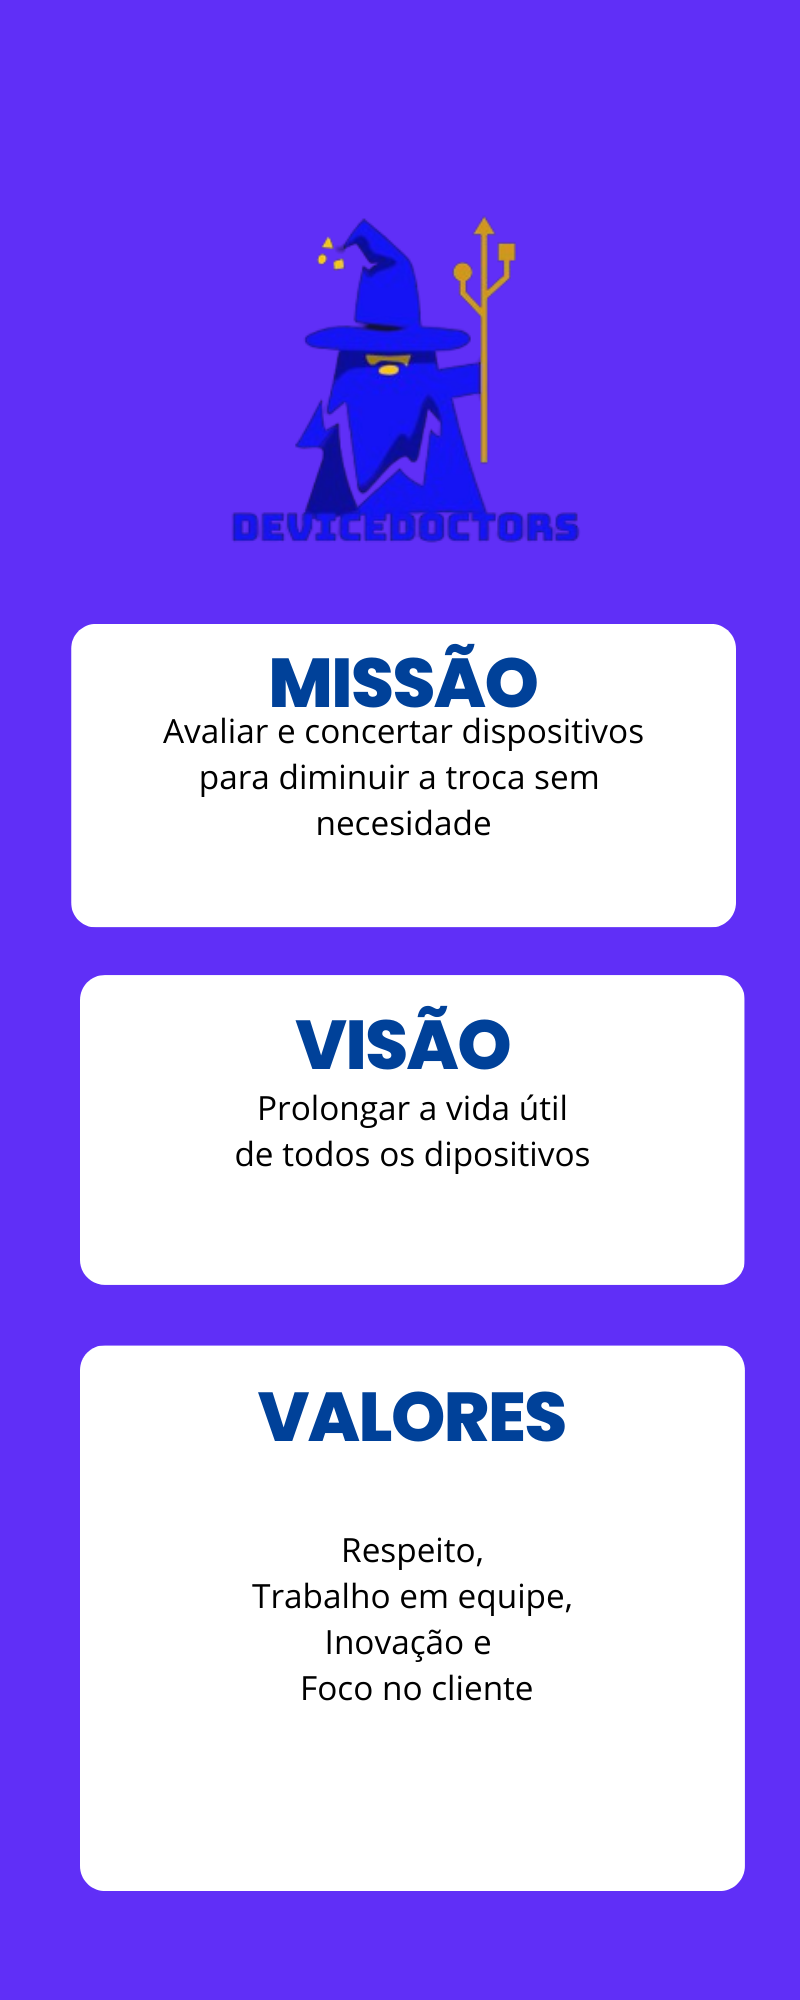 DEVICEDOCTORS
MISSÃO
Avaliar e concertar dispositivos
para diminuir a troca sem
necesidade
VISÃO
Prolongar a vida útil
de todos os dipositivos
VALORES
Respeito,
Trabalho em equipe,
Inovação e
Foco no cliente